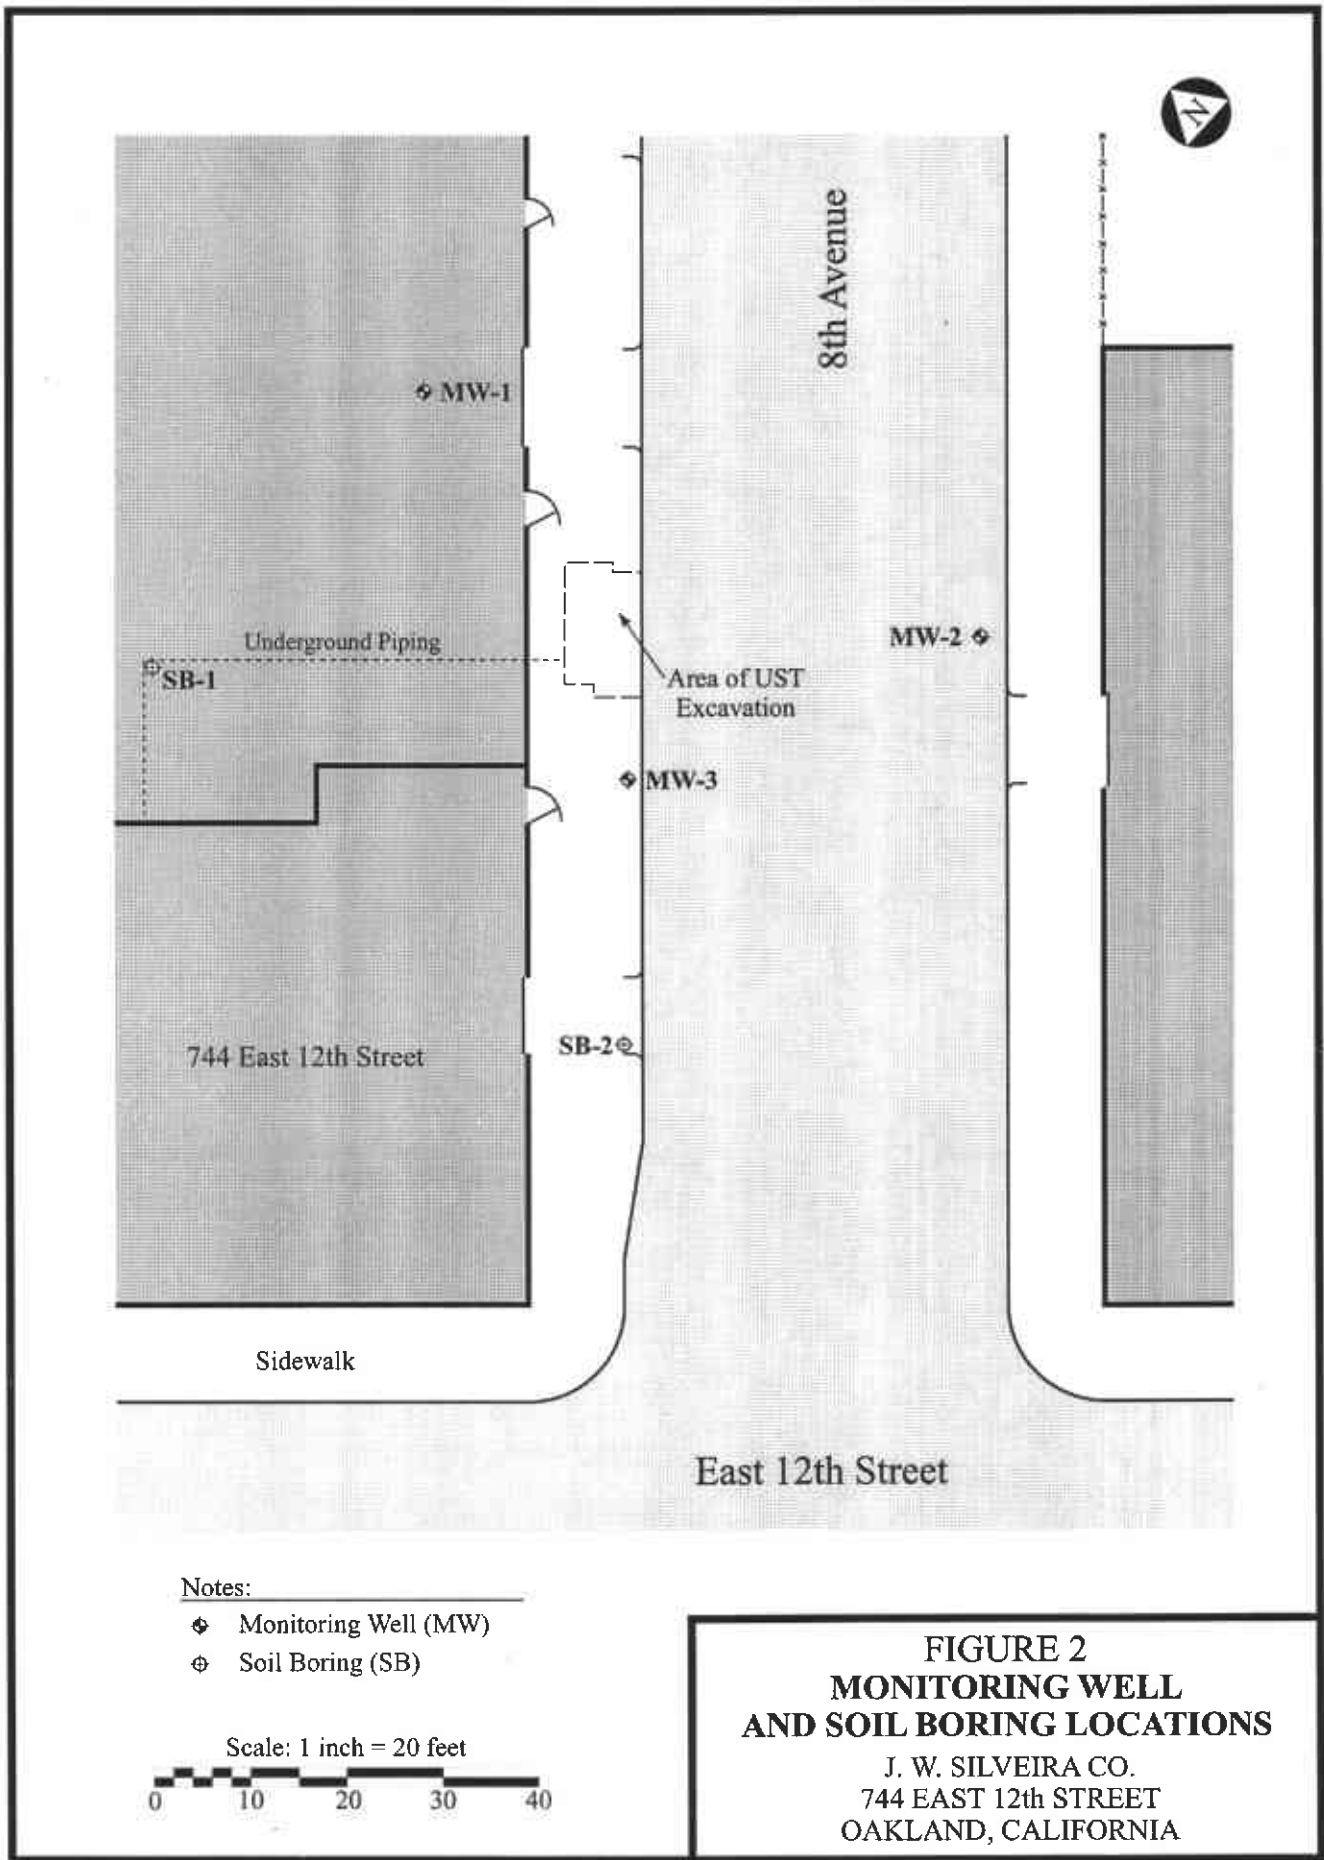 N
8th Avenue
MW-1
Underground Piping
MW-2
SB-1
Area of UST
Excavation
MW-3
SB-2
744 East 12th Street
Sidewalk
East 12th Street
Notes:
Monitoring Well (MW)
Soil Boring (SB)
Scale: 1 inch = 20 feet
0 10 20 30 40
FIGURE 2
MONITORING WELL
AND SOIL BORING LOCATIONS
J. W. SILVEIRA CO.
744 EAST 12th STREET
OAKLAND, CALIFORNIA